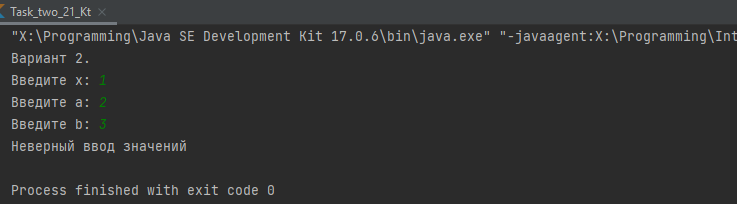 Task_two_21_Kt
"X:\Programming\Java SE Development Kit 17.0.6\bin\java.exe" "-javaagent:X:\Programming\Int
Вариант 2.
Введите x: 1
Введите a: 2
Введите b: 3
Неверный ввод значений
Process finished with exit code 0